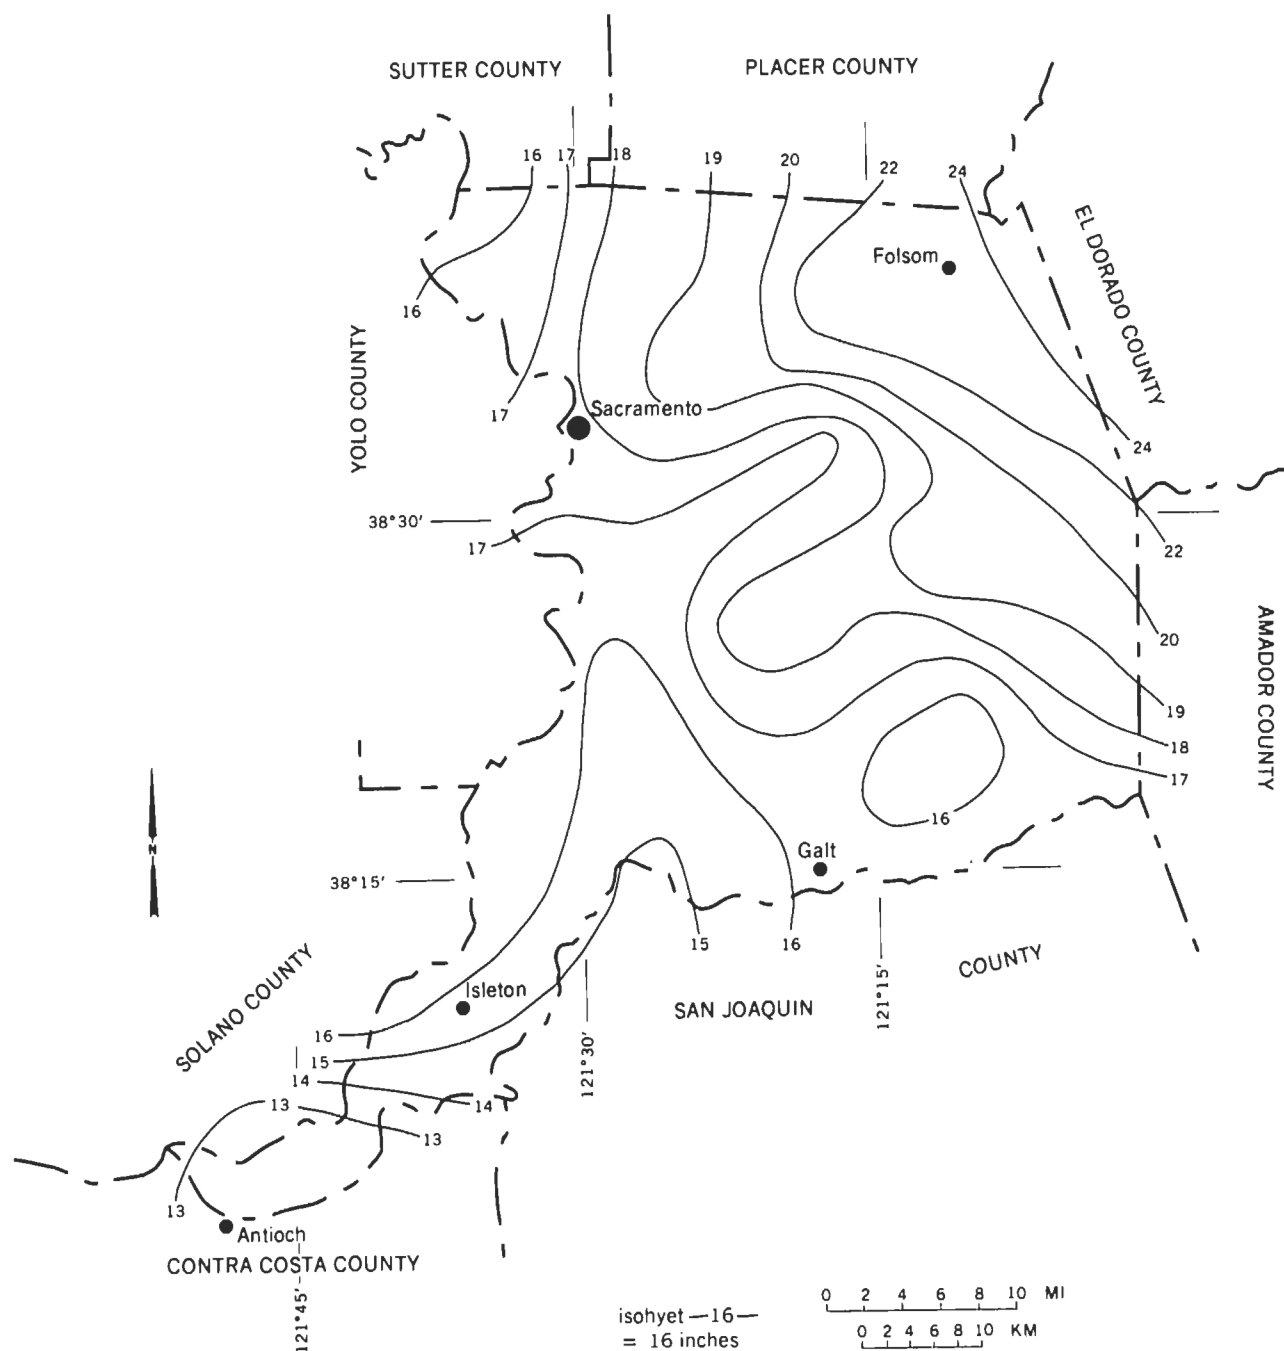 SUTTER COUNTY
PLACER COUNTY
16
17
18
19
20
22
24
EL DORADO COUNTY
Folsom
16
YOLO COUNTY
17
Sacramento
24
38°30'
17
22
20
AMADOR COUNTY
19
18
17
16
N
Galt
38°15'
15
16
121°15'
COUNTY
SOLANO COUNTY
Isleton
SAN JOAQUIN
16
15
121°30'
14
14
13
13
13
Antioch
CONTRA COSTA COUNTY
121°45'
isohyet —16—
= 16 inches
0 2 4 6 8 10 MI
0 2 4 6 8 10 KM